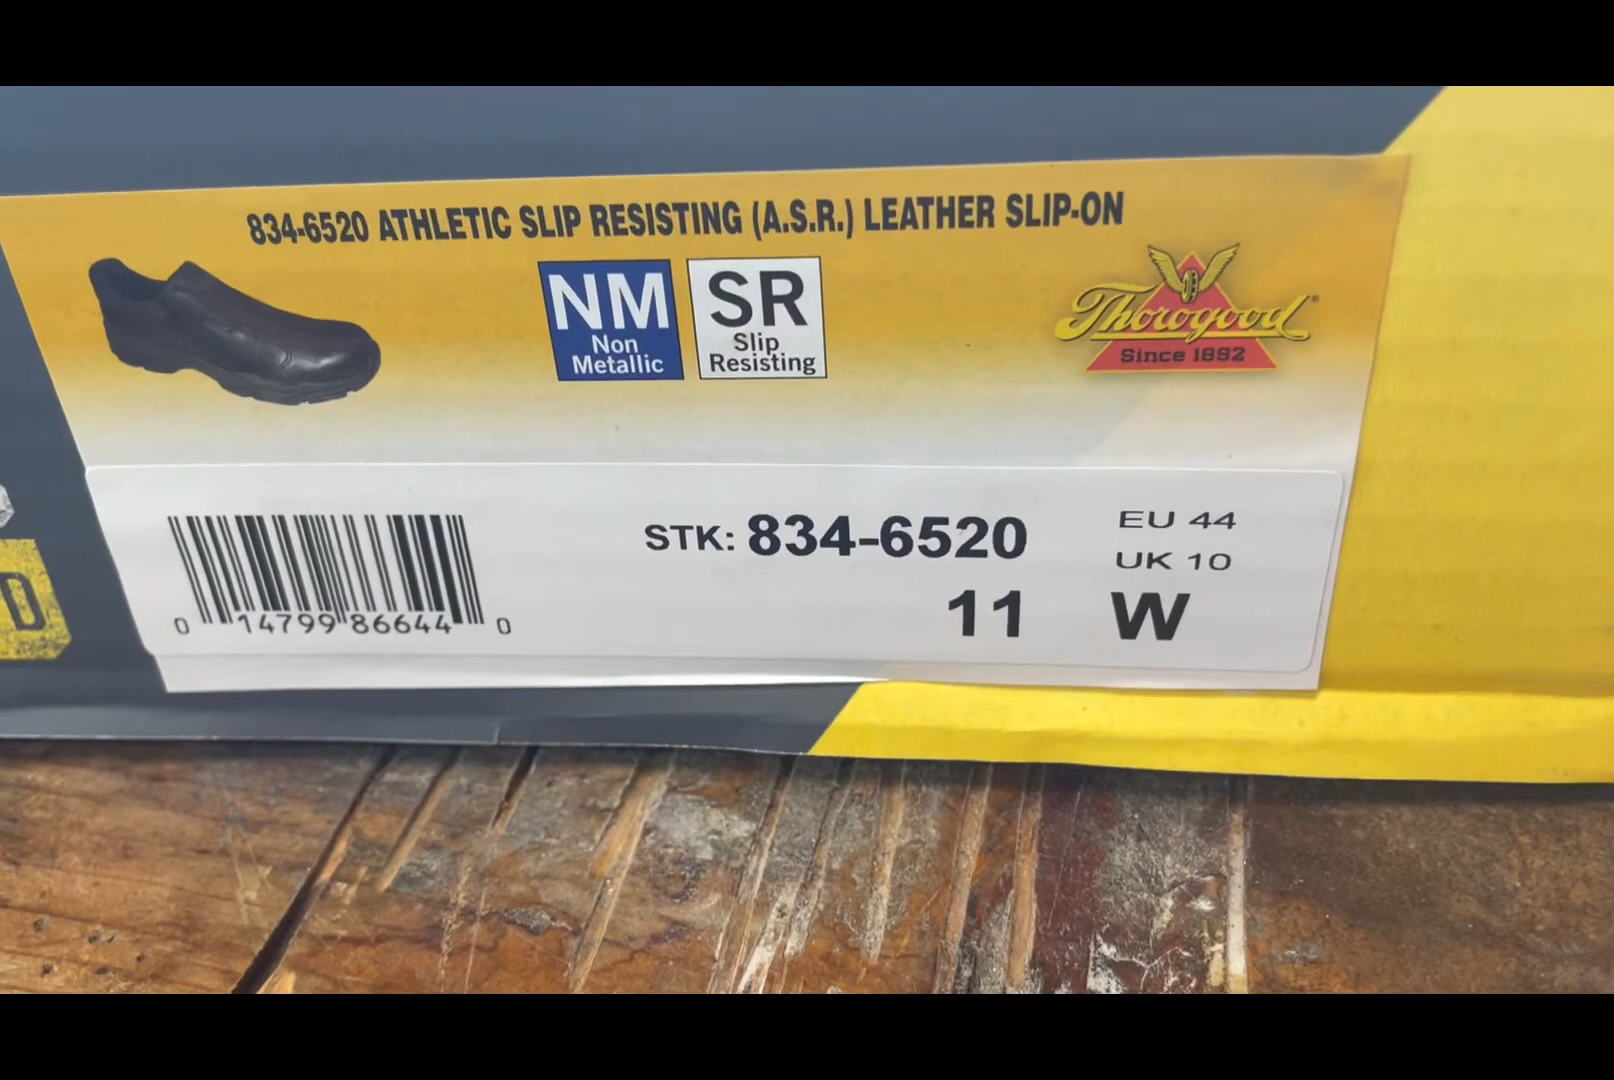 834-6520 ATHLETIC SLIP RESISTING (A.S.R.) LEATHER SLIP-ON
NM
Non
Metallic
SR
Slip
Resisting
Thorogood®
Since 1892
STK: 834-6520
EU 44
UK 10
11 W
0 14799 86644 0
D